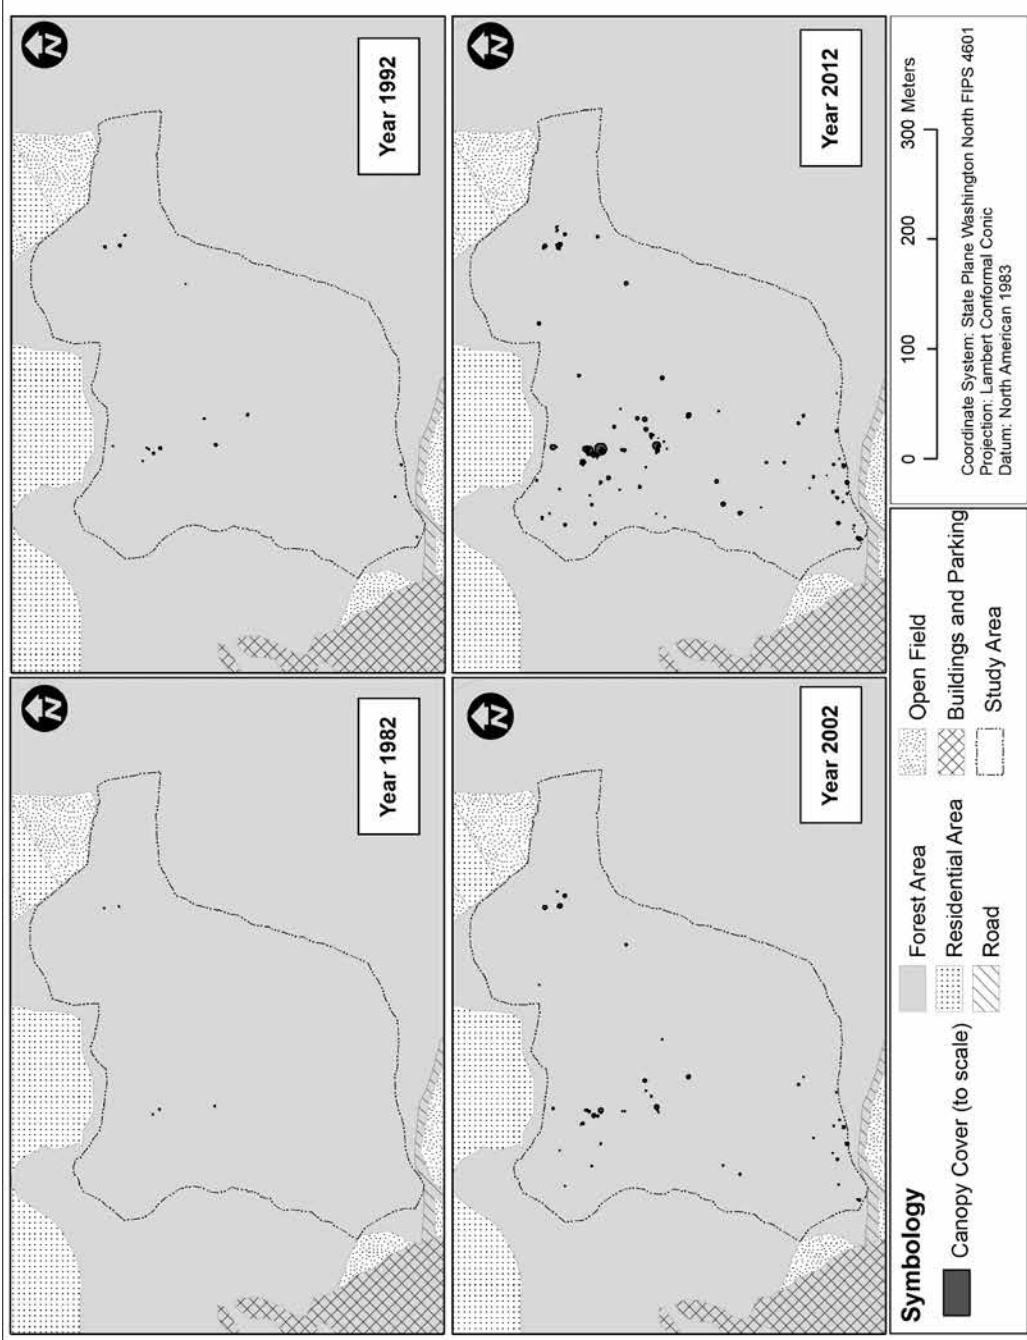 N
Year 1982
N
Year 1992
N
Year 2002
N
Year 2012
Symbology
Canopy Cover (to scale)
Forest Area
Residential Area
Road
Open Field
Buildings and Parking
Study Area
0 100 200 300 Meters
Coordinate System: State Plane Washington North FIPS 4601
Projection: Lambert Conformal Conic
Datum: North American 1983